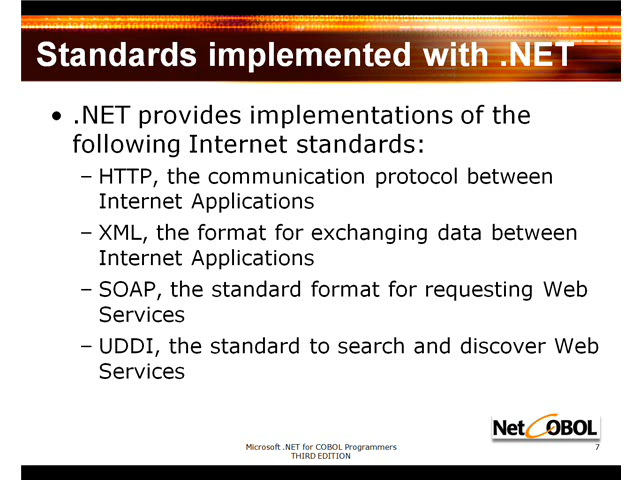 Standards implemented with .NET
• .NET provides implementations of the
following Internet standards:
– HTTP, the communication protocol between
Internet Applications
– XML, the format for exchanging data between
Internet Applications
– SOAP, the standard format for requesting Web
Services
– UDDI, the standard to search and discover Web
Services
NetCOBOL
Microsoft .NET for COBOL Programmers
THIRD EDITION
7